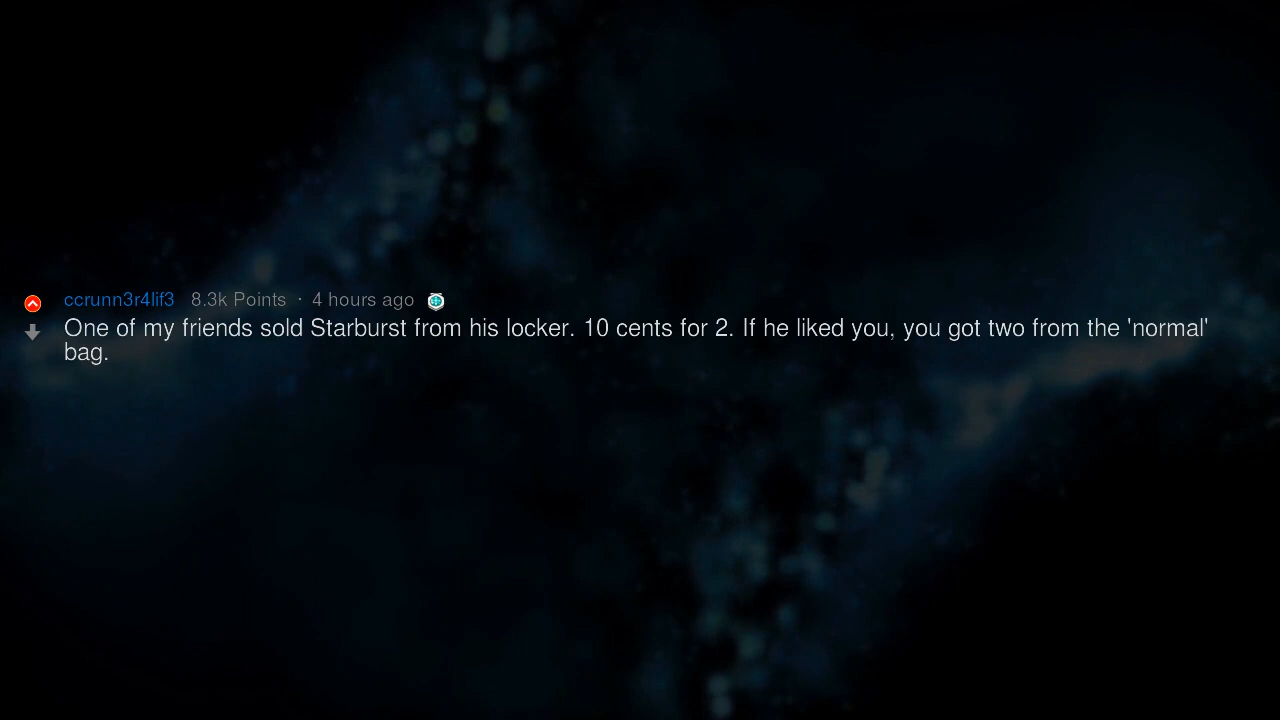 ccrunn3r4lif3 8.3k Points · 4 hours ago
One of my friends sold Starburst from his locker. 10 cents for 2. If he liked you, you got two from the 'normal'
bag.